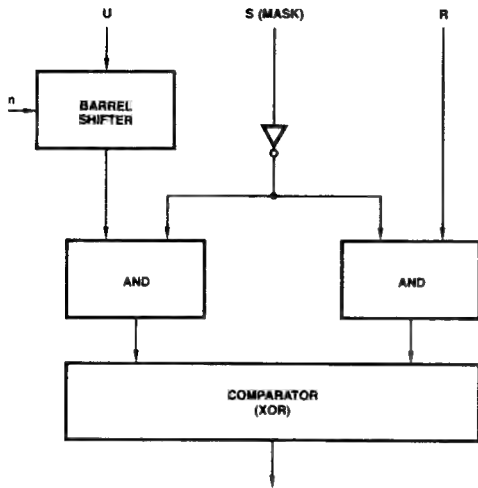 U
S (MASK)
R
n
BARREL
SHIFTER
AND
AND
COMPARATOR
(XOR)